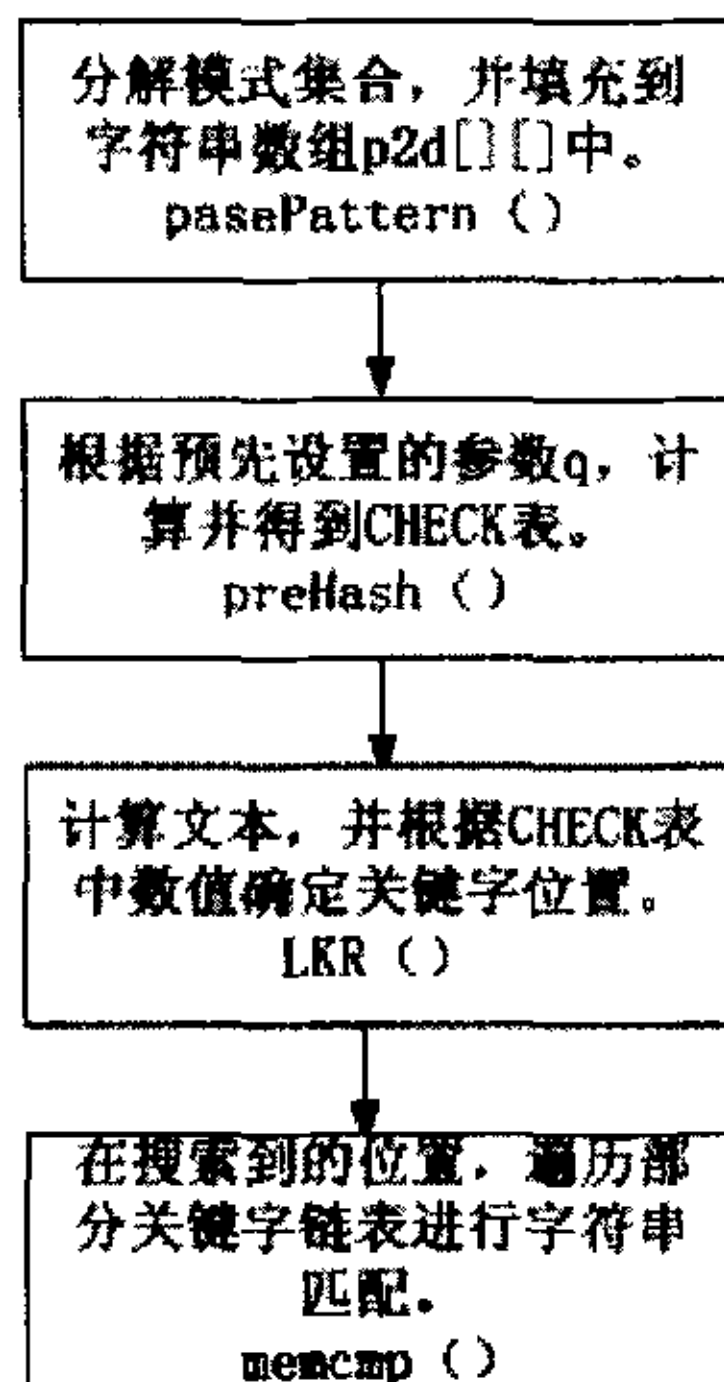 分解模式集合，并填充到
字符串数组p2d[][]中。
pasePattern（）
根据预先设置的参数q，计
算并得到CHECK表。
preHash（）
计算文本，并根据CHECK表
中数值确定关键字位置。
LKR（）
在搜索到的位置，遍历部
分关键字链表进行字符串
匹配。
memcmp（）